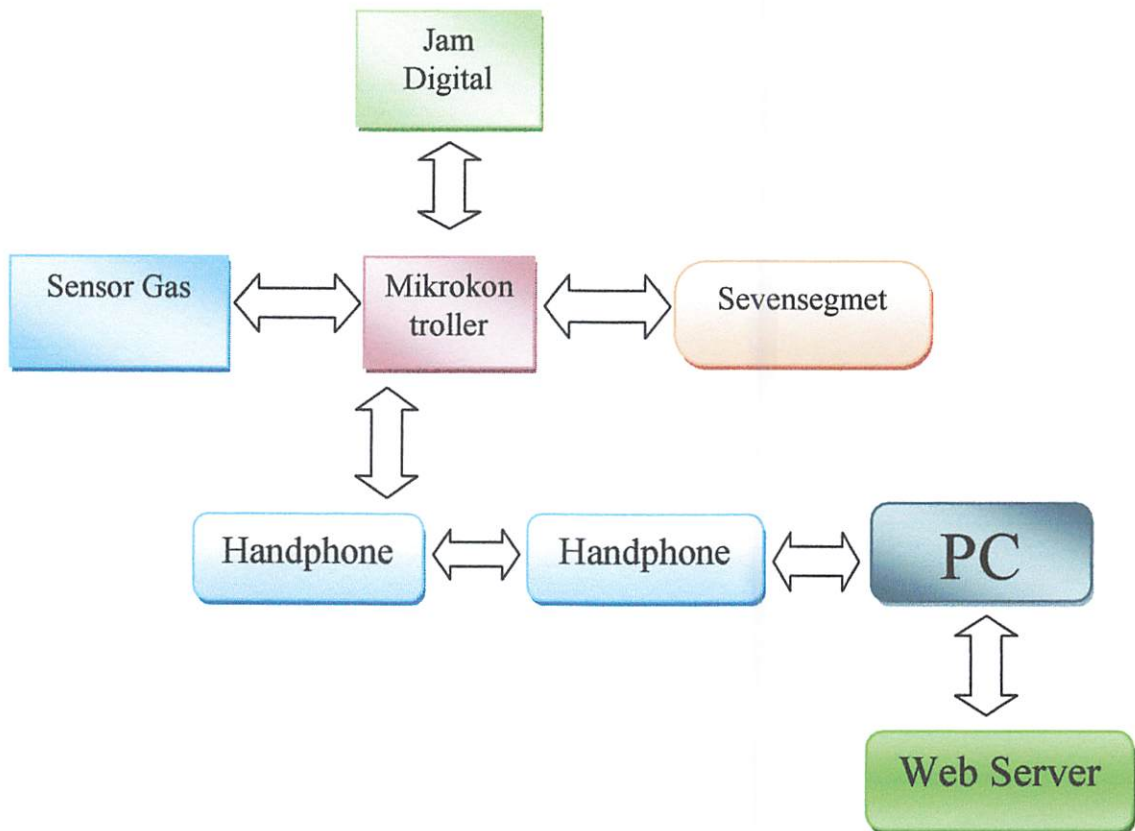 Jam
Digital
Sensor Gas
Mikrokon
troller
Sevensegmet
Handphone
Handphone
PC
Web Server